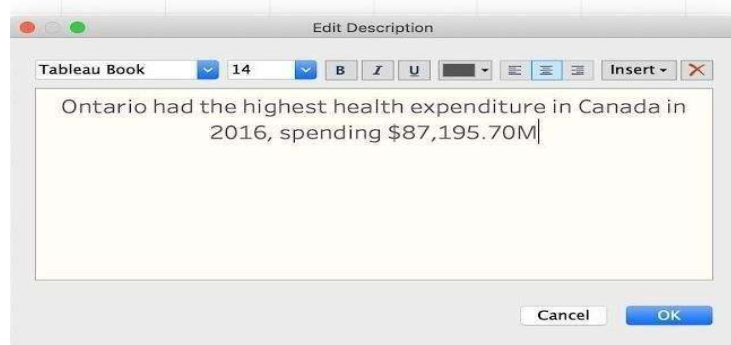 Edit Description
Tableau Book 14 B I U Insert
Ontario had the highest health expenditure in Canada in
2016, spending $87,195.70M
Cancel OK